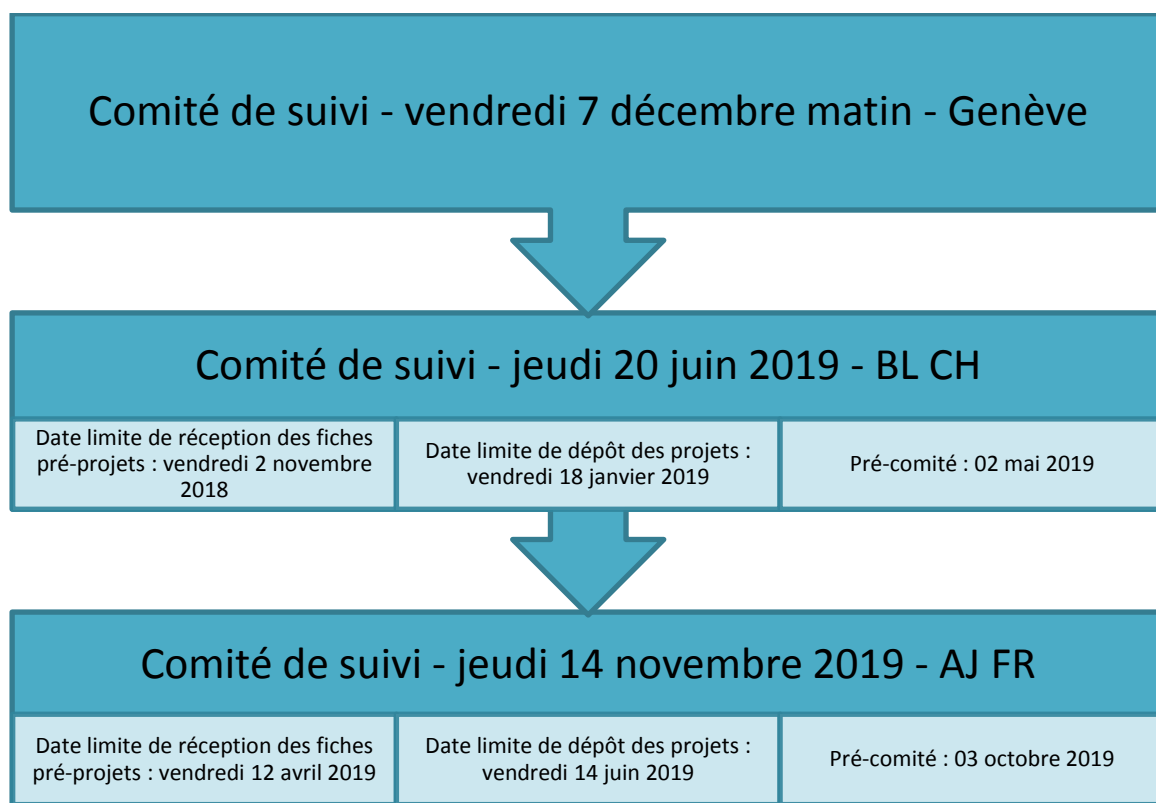 Comité de suivi - vendredi 7 décembre matin - Genève
Comité de suivi - jeudi 20 juin 2019 - BL CH
Date limite de réception des fiches
pré-projets : vendredi 2 novembre
2018
Date limite de dépôt des projets :
vendredi 18 janvier 2019
Pré-comité : 02 mai 2019
Comité de suivi - jeudi 14 novembre 2019 - AJ FR
Date limite de réception des fiches
pré-projets : vendredi 12 avril 2019
Date limite de dépôt des projets :
vendredi 14 juin 2019
Pré-comité : 03 octobre 2019